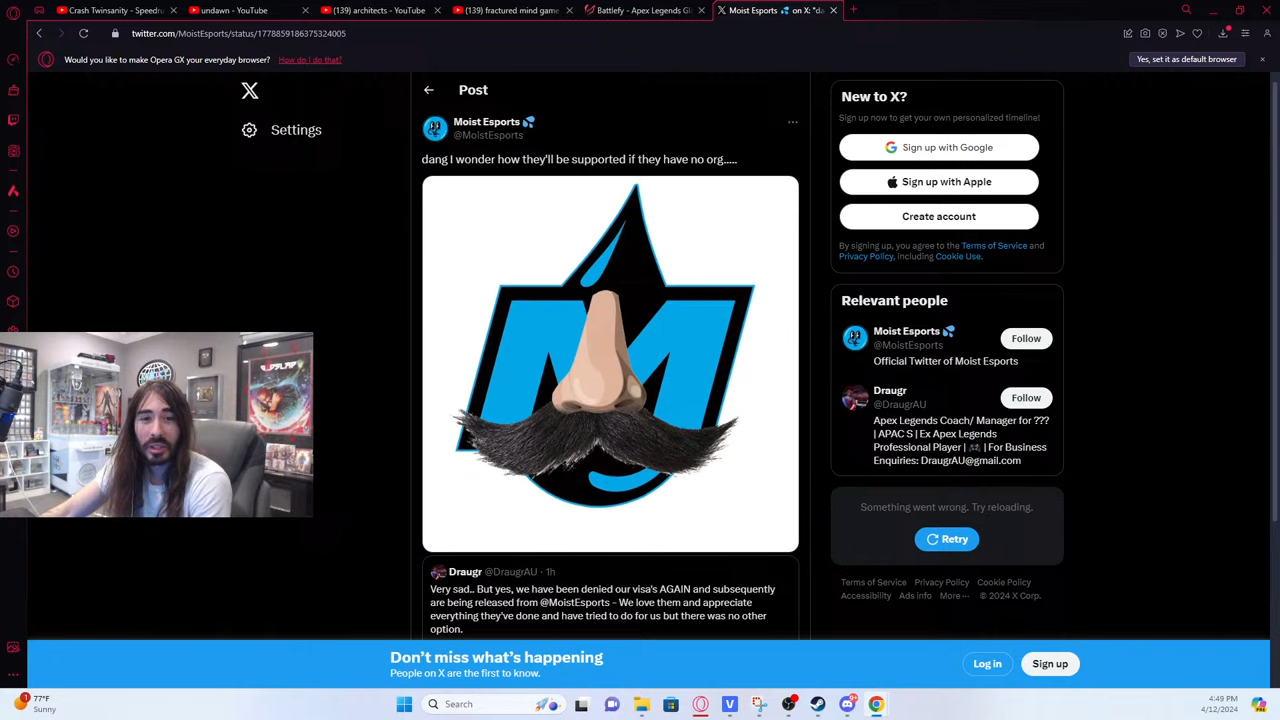 Crash Twinsanity - Speedru
undawn - YouTube
(139) architects - YouTube
(139) fractured mind game
Battlefy - Apex Legends Gl
Moist Esports 💦 on X: "da
twitter.com/MoistEsports/status/1778859186375324005
Would you like to make Opera GX your everyday browser? How do I do that?
Yes, set it as default browser
Settings
Post
Moist Esports 💦
@MoistEsports
dang I wonder how they'll be supported if they have no org.....
M
Draugr @DraugrAU · 1h
Very sad.. But yes, we have been denied our visa's AGAIN and subsequently
are being released from @MoistEsports - We love them and appreciate
everything they've done and have tried to do for us but there was no other
option.
New to X?
Sign up now to get your own personalized timeline!
Sign up with Google
Sign up with Apple
Create account
By signing up, you agree to the Terms of Service and
Privacy Policy, including Cookie Use.
Relevant people
Moist Esports 💦
@MoistEsports
Follow
Official Twitter of Moist Esports
Draugr
@DraugrAU
Follow
Apex Legends Coach/ Manager for ???
| APAC S | Ex Apex Legends
Professional Player | 🎮 | For Business
Enquiries: DraugrAU@gmail.com
Something went wrong. Try reloading.
Retry
Terms of Service Privacy Policy Cookie Policy
Accessibility Ads info More ··· © 2024 X Corp.
Don't miss what's happening
People on X are the first to know.
Log in
Sign up
77°F
Sunny
Search
4:49 PM
4/12/2024